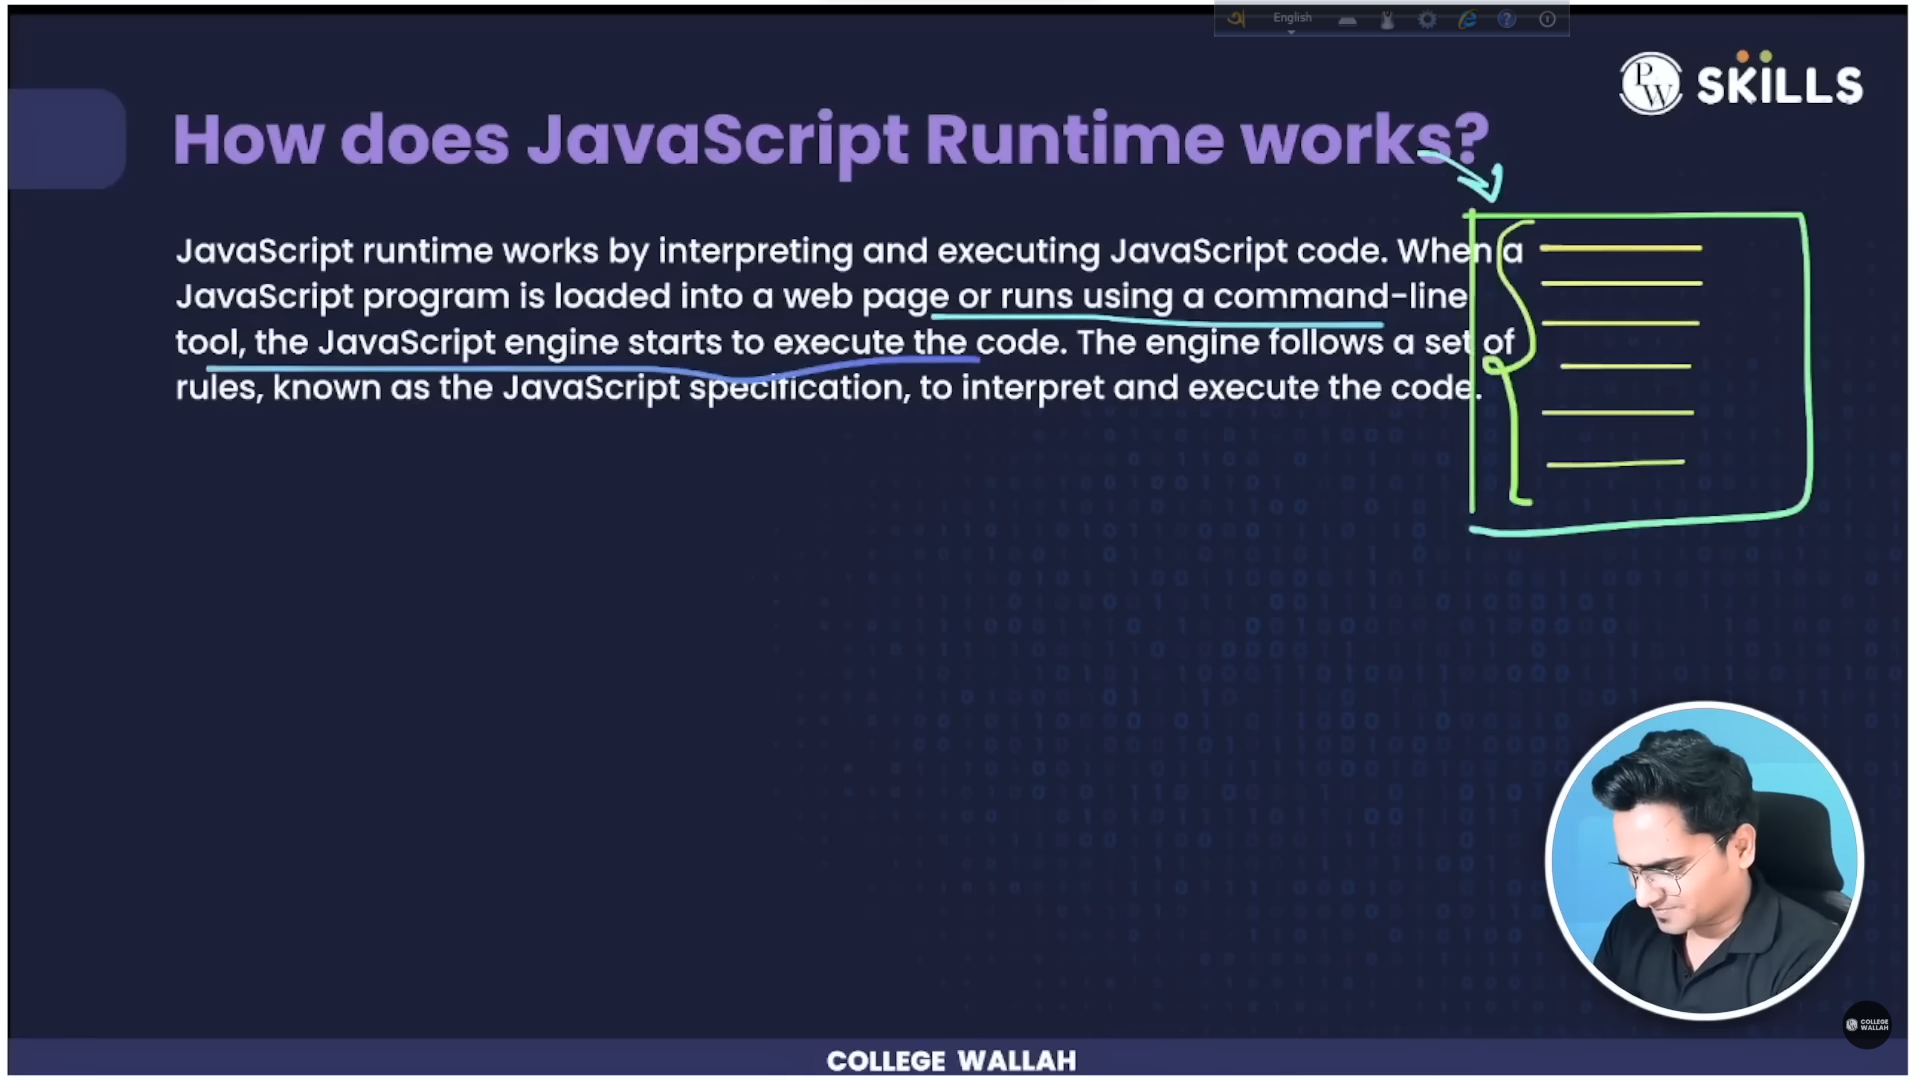 English
PW SKILLS
How does JavaScript Runtime works?
JavaScript runtime works by interpreting and executing JavaScript code. When a
JavaScript program is loaded into a web page or runs using a command-line
tool, the JavaScript engine starts to execute the code. The engine follows a set of
rules, known as the JavaScript specification, to interpret and execute the code.
COLLEGE
WALLAH
COLLEGE WALLAH